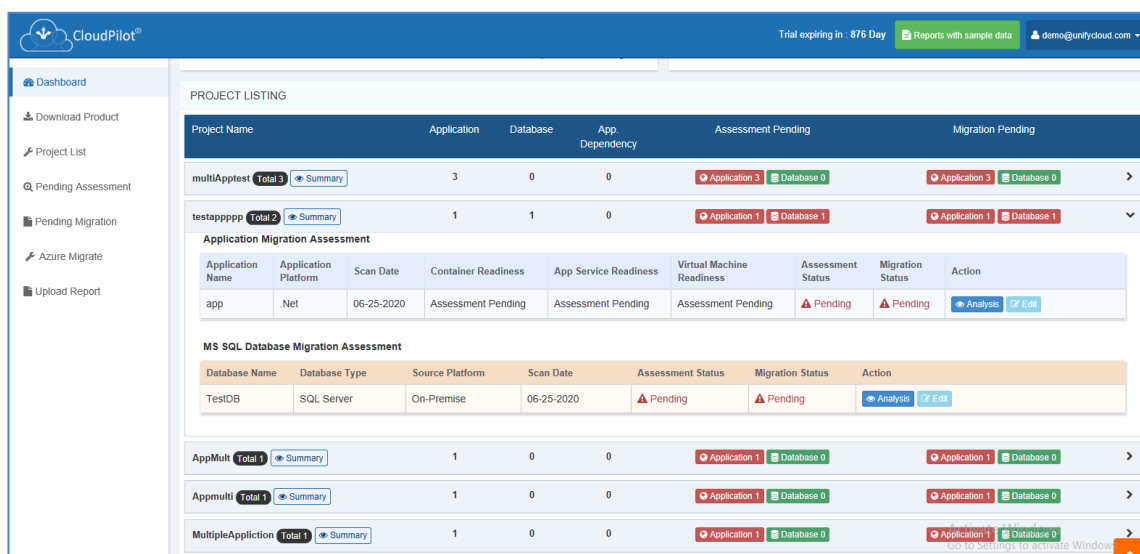 CloudPilot®
Trial expiring in : 876 Day
Reports with sample data
demo@unifycloud.com
Dashboard
Download Product
Project List
Pending Assessment
Pending Migration
Azure Migrate
Upload Report
PROJECT LISTING
Project Name Application Database App. Dependency Assessment Pending Migration Pending
multiApptest Total 3 Summary 3 0 0 Application 3 Database 0 Application 3 Database 0
testappppp Total 2 Summary 1 1 0 Application 1 Database 1 Application 1 Database 1
Application Migration Assessment
Application Name Application Platform Scan Date Container Readiness App Service Readiness Virtual Machine Readiness Assessment Status Migration Status Action
app .Net 06-25-2020 Assessment Pending Assessment Pending Assessment Pending Pending Pending Analysis Edit
MS SQL Database Migration Assessment
Database Name Database Type Source Platform Scan Date Assessment Status Migration Status Action
TestDB SQL Server On-Premise 06-25-2020 Pending Pending Analysis Edit
AppMult Total 1 Summary 1 0 0 Application 1 Database 0 Application 1 Database 0
Appmulti Total 1 Summary 1 0 0 Application 1 Database 0 Application 1 Database 0
MultipleAppliction Total 1 Summary 1 0 0 Application 1 Database 0 Application 1 Database 0
Activate Windows
Go to Settings to activate Windows